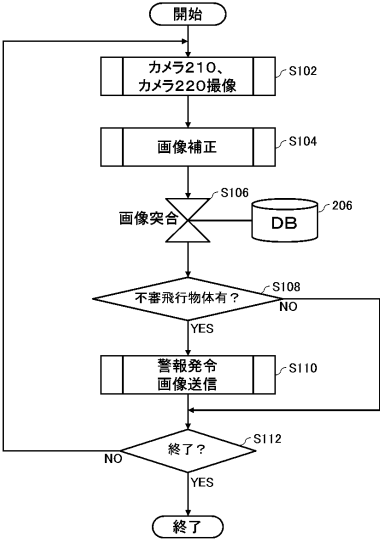 開始
カメラ210、
カメラ220撮像
S102
画像補正
S104
S106
画像突合
DB
206
不審飛行物体有？
S108
NO
YES
警報発令
画像送信
S110
終了？
S112
NO
YES
終了